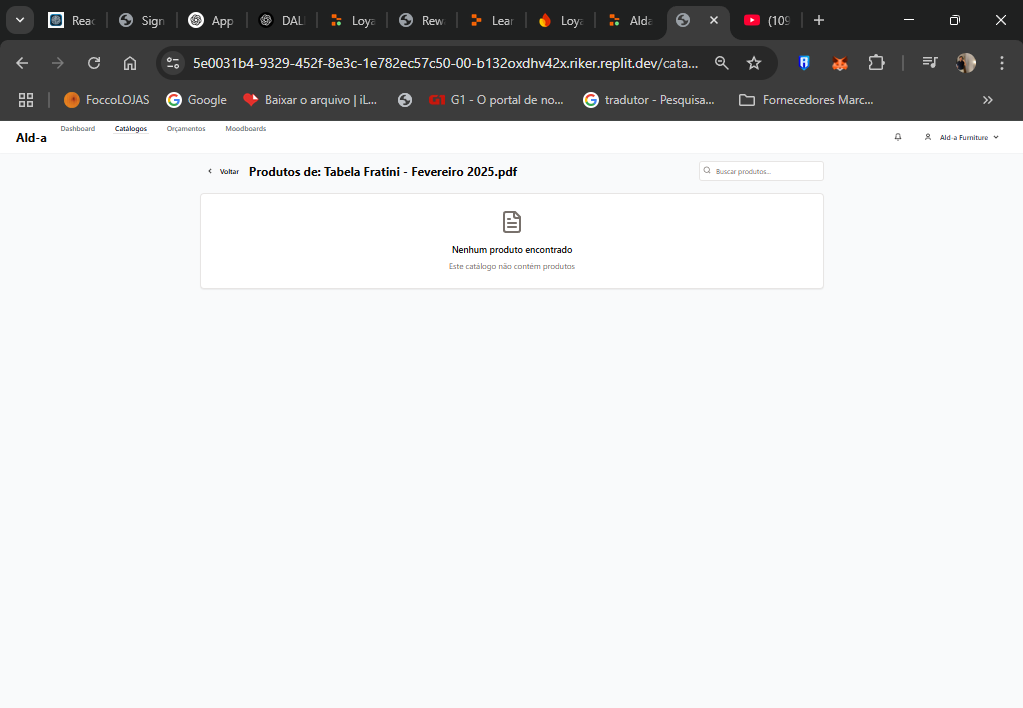 Reac
Sign
App
DAL
Loya
Rew
Lear
Loya
Alda
(109
5e0031b4-9329-452f-8e3c-1e782ec57c50-00-b132oxdhv42x.riker.replit.dev/cata...
FoccoLOJAS
Google
Baixar o arquivo | iL...
G1 - O portal de no...
tradutor - Pesquisa...
Fornecedores Marc...
Ald-a
Dashboard
Catálogos
Orçamentos
Moodboards
Ald-a Furniture
Voltar
Produtos de: Tabela Fratini - Fevereiro 2025.pdf
Buscar produtos...
Nenhum produto encontrado
Este catálogo não contém produtos